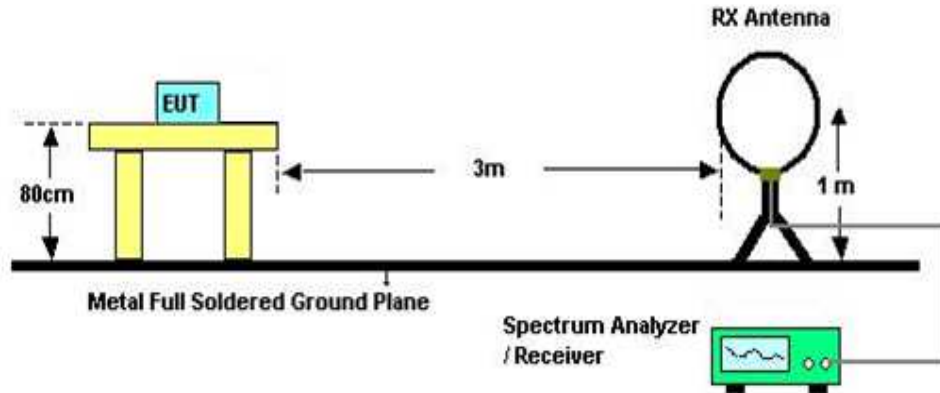 RX Antenna
EUT
3m
80cm
1 m
Metal Full Soldered Ground Plane
Spectrum Analyzer
/ Receiver